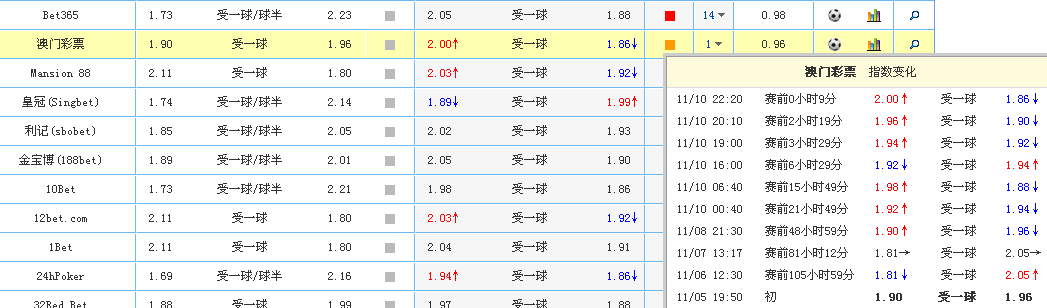 Bet365 1.73 受一球/球半 2.23 2.05 受一球 1.88 14 0.98
澳门彩票 1.90 受一球 1.96 2.00↑ 受一球 1.86↓ 1 0.96
Mansion 88 2.11 受一球 1.80 2.03↑ 受一球 1.92↓
皇冠(Singbet) 1.74 受一球/球半 2.14 1.89↓ 受一球 1.99↑
利记(sbobet) 1.85 受一球/球半 2.05 2.02 受一球 1.93
金宝博(188bet) 1.89 受一球/球半 2.01 2.05 受一球 1.90
10Bet 1.73 受一球/球半 2.21 1.98 受一球 1.86
12bet.com 2.11 受一球 1.80 2.03↑ 受一球 1.92↓
1Bet 2.11 受一球 1.80 2.04 受一球 1.91
24hPoker 1.69 受一球/球半 2.16 1.94↑ 受一球 1.86↓
32Red Bet 1.88 受一球 1.99 1.97 受一球 1.88
澳门彩票 指数变化
11/10 22:20 赛前0小时9分 2.00↑ 受一球 1.86↓
11/10 20:10 赛前2小时19分 1.96↑ 受一球 1.90↓
11/10 19:00 赛前3小时29分 1.94↑ 受一球 1.92↓
11/10 16:00 赛前6小时29分 1.92↓ 受一球 1.94↑
11/10 06:40 赛前15小时49分 1.98↑ 受一球 1.88↓
11/10 00:40 赛前21小时49分 1.92↑ 受一球 1.94↓
11/08 21:30 赛前48小时59分 1.90↑ 受一球 1.96↓
11/07 13:17 赛前81小时12分 1.81→ 受一球 2.05→
11/06 12:30 赛前105小时59分 1.81↓ 受一球 2.05↑
11/05 19:50 初 1.90 受一球 1.96